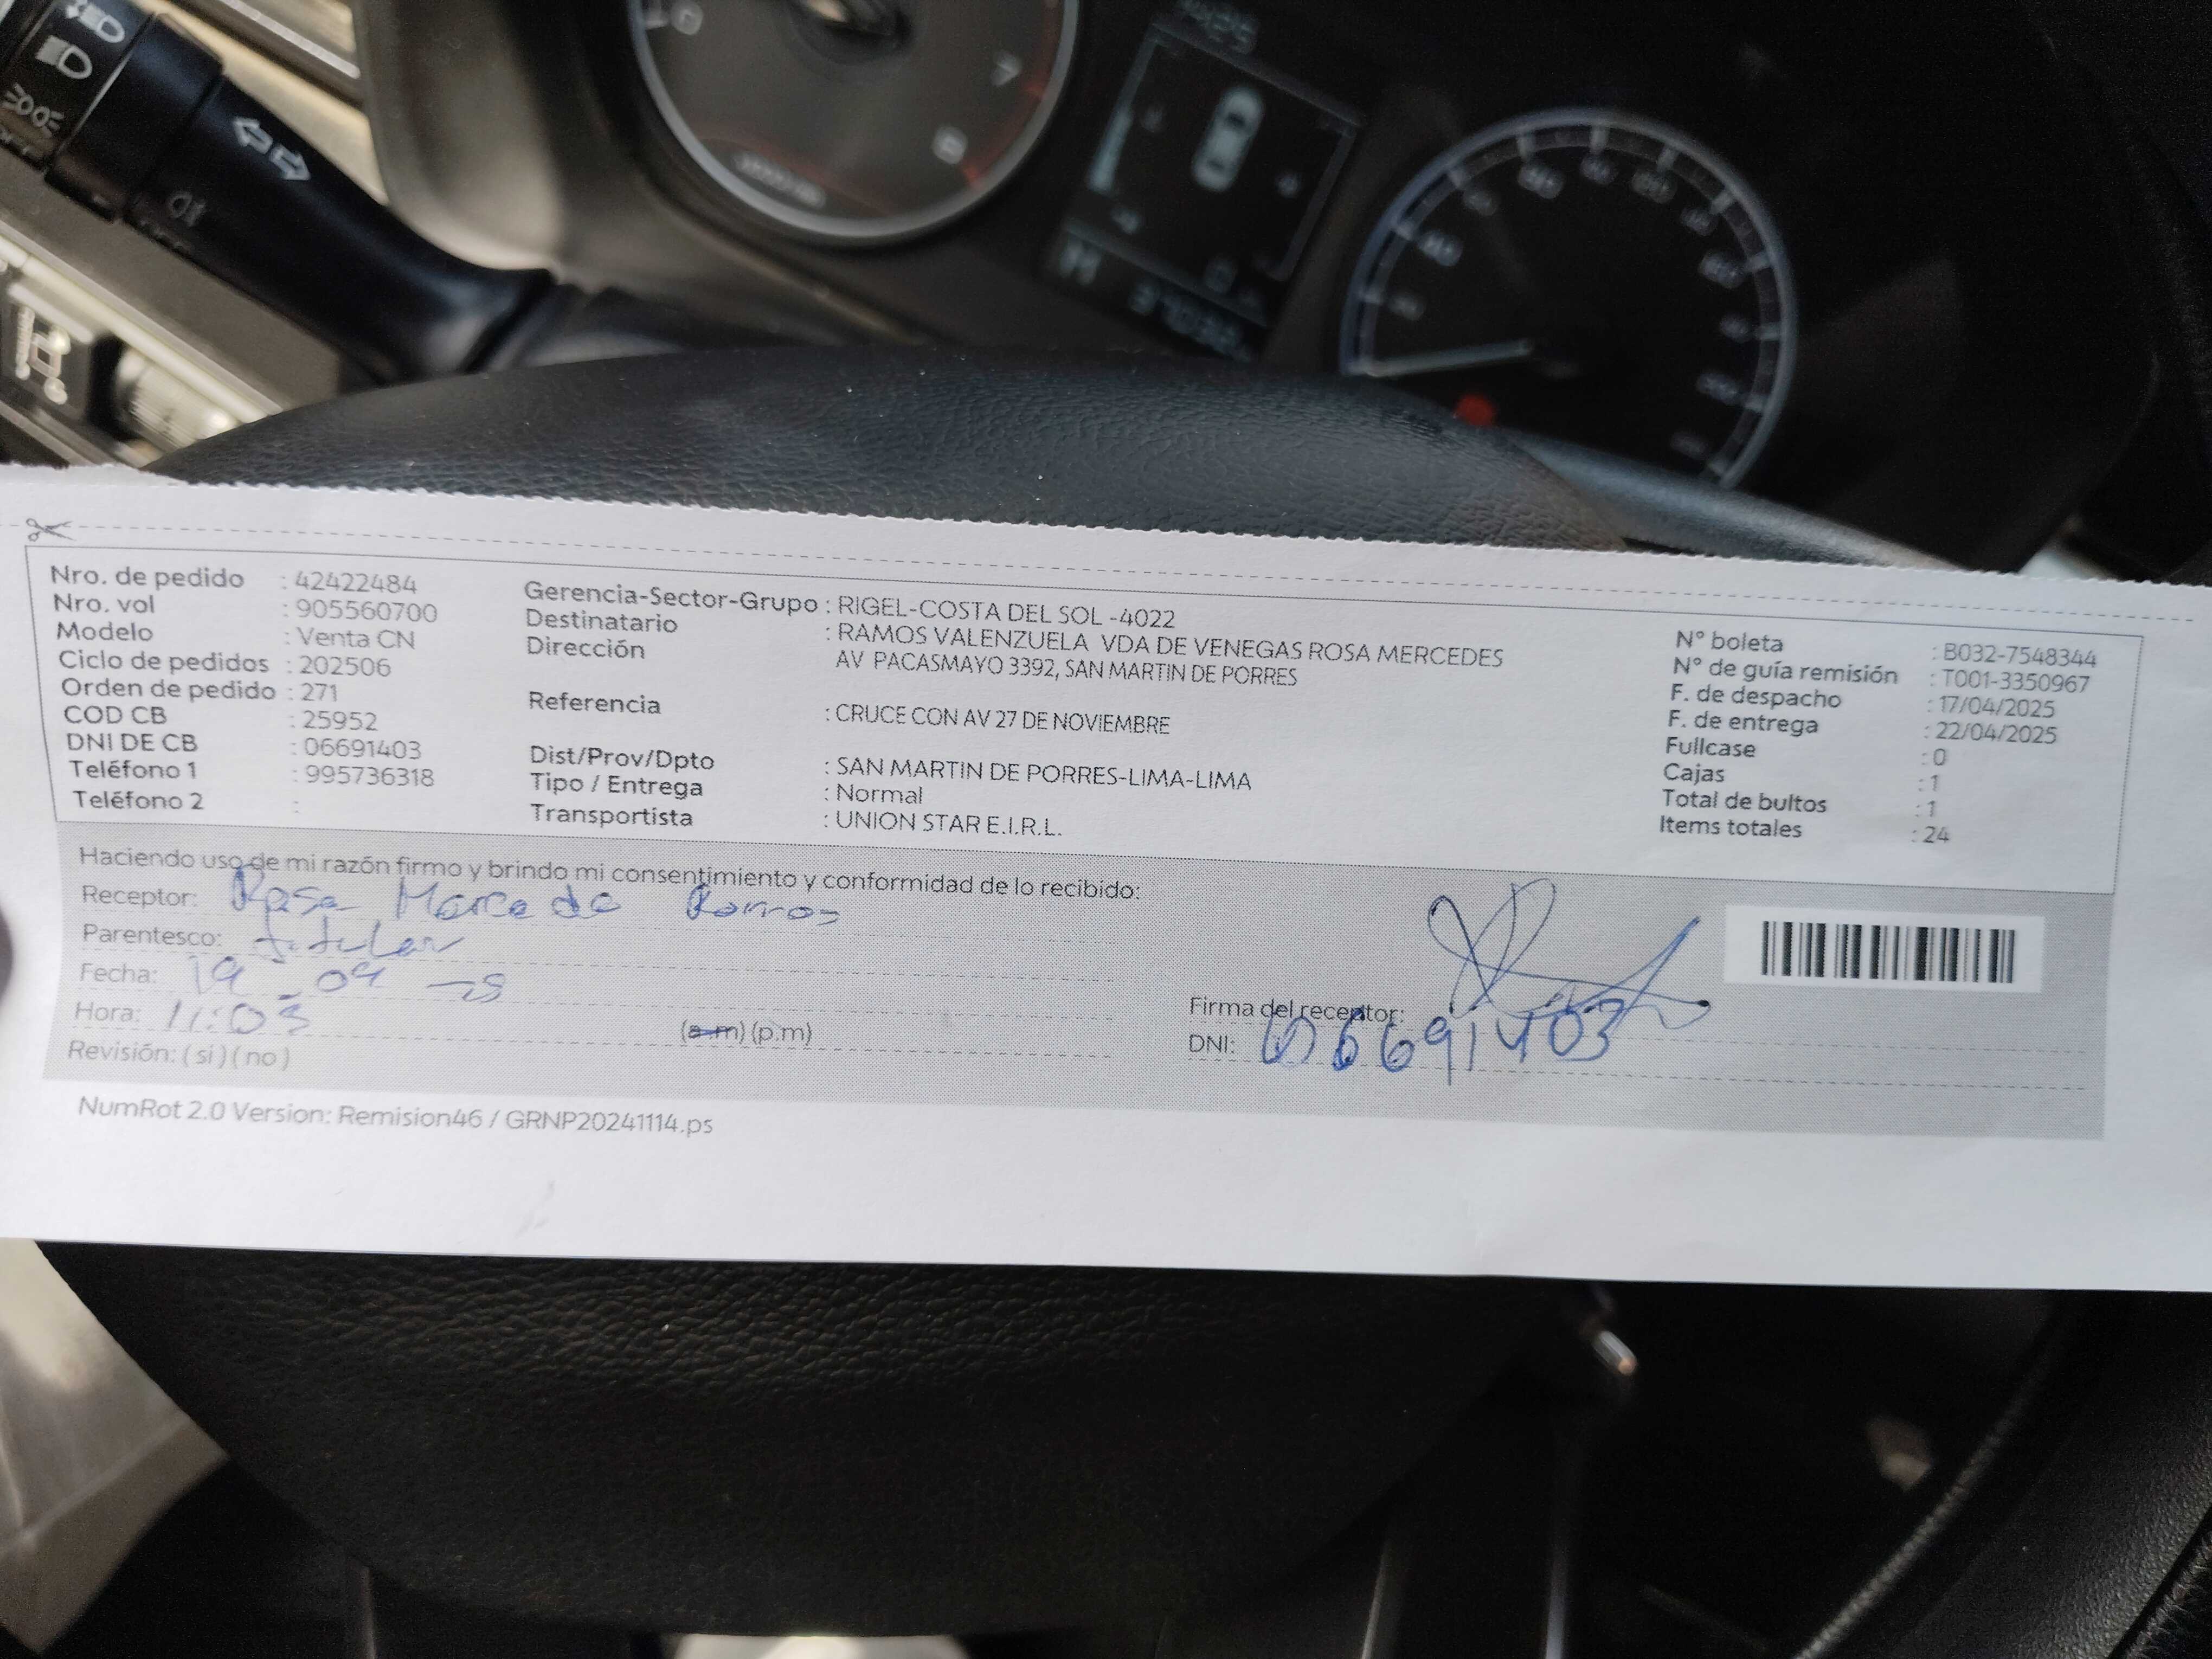 Nro. de pedido : 42422484
Nro. vol : 905560700
Modelo : Venta CN
Ciclo de pedidos : 202506
Orden de pedido : 271
COD CB : 25952
DNI DE CB : 06691403
Teléfono 1 : 995736318
Teléfono 2 :
Gerencia-Sector-Grupo : RIGEL-COSTA DEL SOL -4022
Destinatario : RAMOS VALENZUELA VDA DE VENEGAS ROSA MERCEDES
Dirección AV PACASMAYO 3392, SAN MARTIN DE PORRES
Referencia : CRUCE CON AV 27 DE NOVIEMBRE
Dist/Prov/Dpto : SAN MARTIN DE PORRES-LIMA-LIMA
Tipo / Entrega : Normal
Transportista : UNION STAR E.I.R.L.
N° boleta : B032-7548344
N° de guía remisión : T001-3350967
F. de despacho : 17/04/2025
F. de entrega : 22/04/2025
Fullcase : 0
Cajas : 1
Total de bultos : 1
Items totales : 24
Haciendo uso de mi razón firmo y brindo mi consentimiento y conformidad de lo recibido:
Receptor: Rosa Mercedo Ramos
Parentesco: titular
Fecha: 19-04-25
Hora: 11:03 (a.m) (p.m)
Revisión: ( si ) ( no )
Firma del receptor:
DNI: 06691403
NumRot 2.0 Version: Remision46 / GRNP20241114.ps